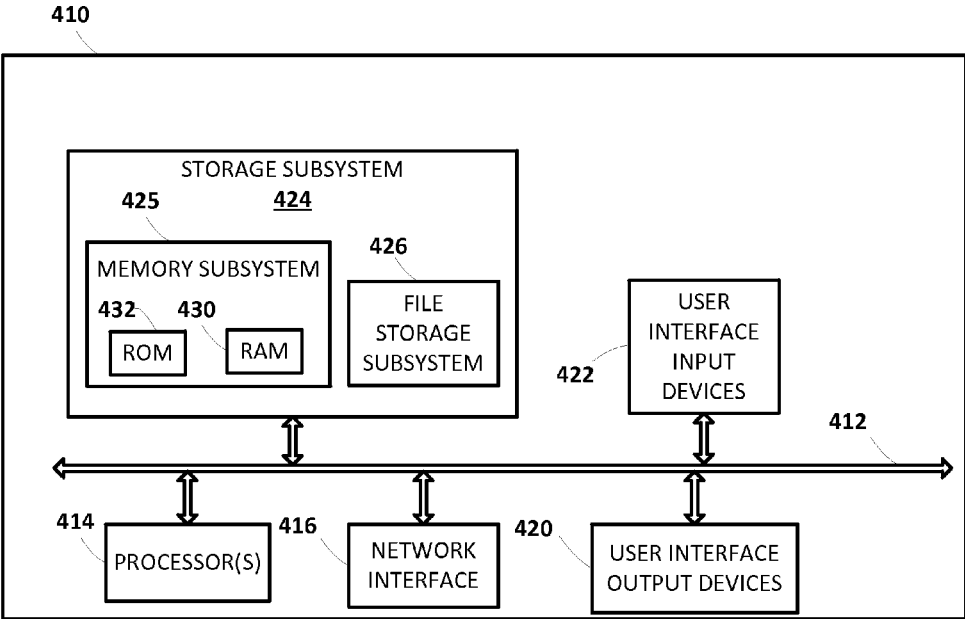 410
STORAGE SUBSYSTEM
424
425
MEMORY SUBSYSTEM
432
ROM
430
RAM
426
FILE
STORAGE
SUBSYSTEM
422
USER
INTERFACE
INPUT
DEVICES
412
414
PROCESSOR(S)
416
NETWORK
INTERFACE
420
USER INTERFACE
OUTPUT DEVICES